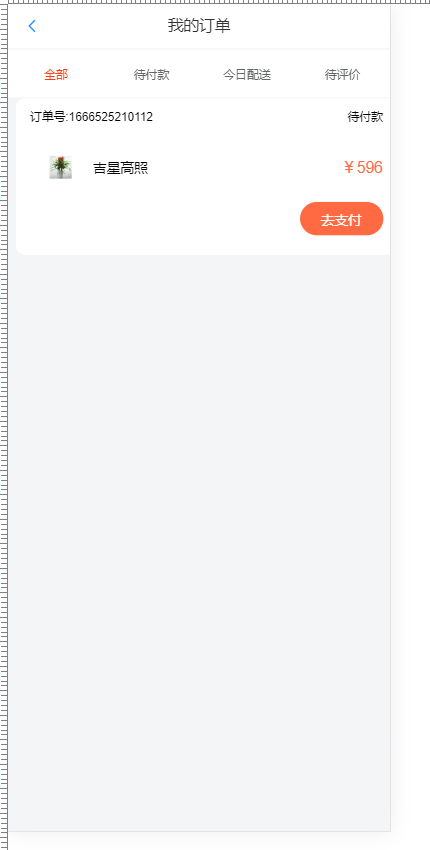 我的订单
全部 待付款 今日配送 待评价
订单号:1666525210112 待付款
吉星高照 ￥596
去支付